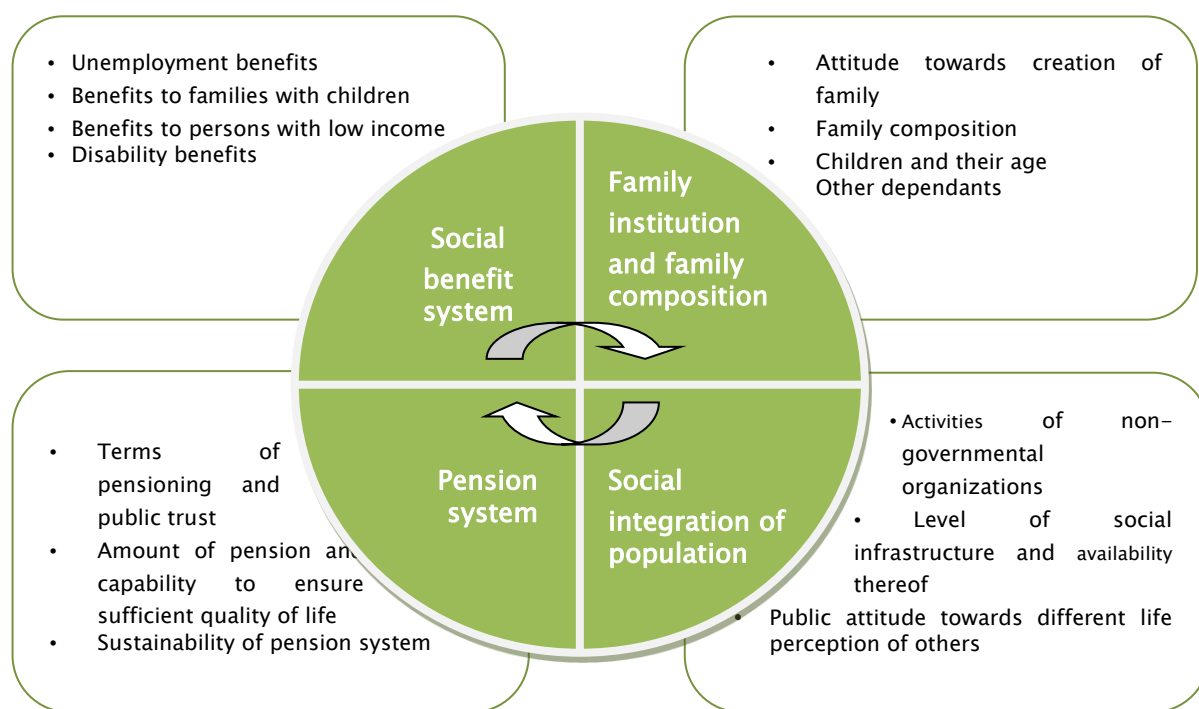 • Unemployment benefits
• Benefits to families with children
• Benefits to persons with low income
• Disability benefits
• Attitude towards creation of
family
• Family composition
• Children and their age
Other dependants
Social
benefit
system
Family
institution
and family
composition
Pension
system
Social
integration of
population
• Terms of
pensioning and
public trust
• Amount of pension and
capability to ensure
sufficient quality of life
• Sustainability of pension system
• Activities of non-
governmental
organizations
• Level of social
infrastructure and availability
thereof
• Public attitude towards different life
perception of others